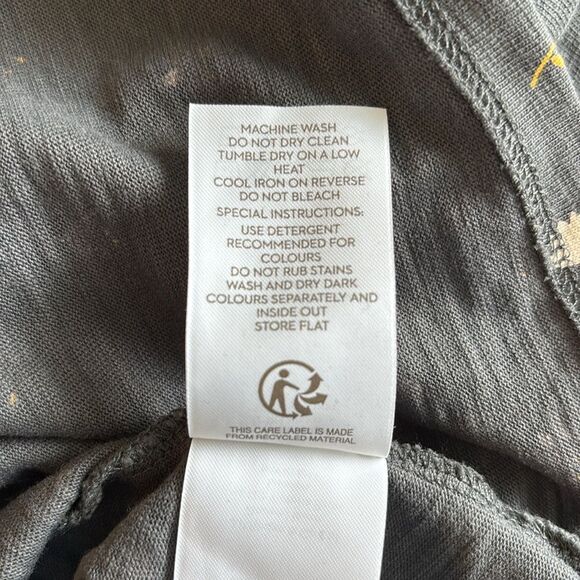 MACHINE WASH
DO NOT DRY CLEAN
TUMBLE DRY ON A LOW
HEAT
COOL IRON ON REVERSE
DO NOT BLEACH
SPECIAL INSTRUCTIONS:
USE DETERGENT
RECOMMENDED FOR
COLOURS
DO NOT RUB STAINS
WASH AND DRY DARK
COLOURS SEPARATELY AND
INSIDE OUT
STORE FLAT
THIS CARE LABEL IS MADE
FROM RECYCLED MATERIAL